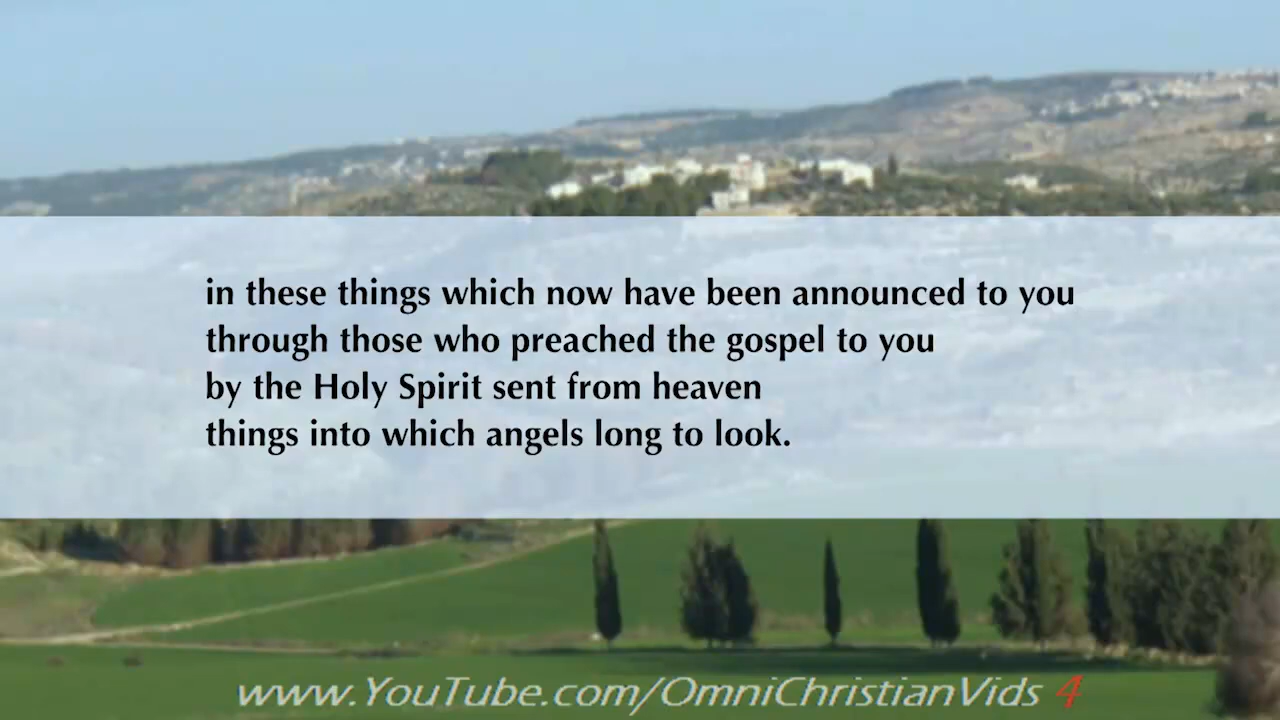 in these things which now have been announced to you
through those who preached the gospel to you
by the Holy Spirit sent from heaven
things into which angels long to look.
www.YouTube.com/OmniChristianVids 4